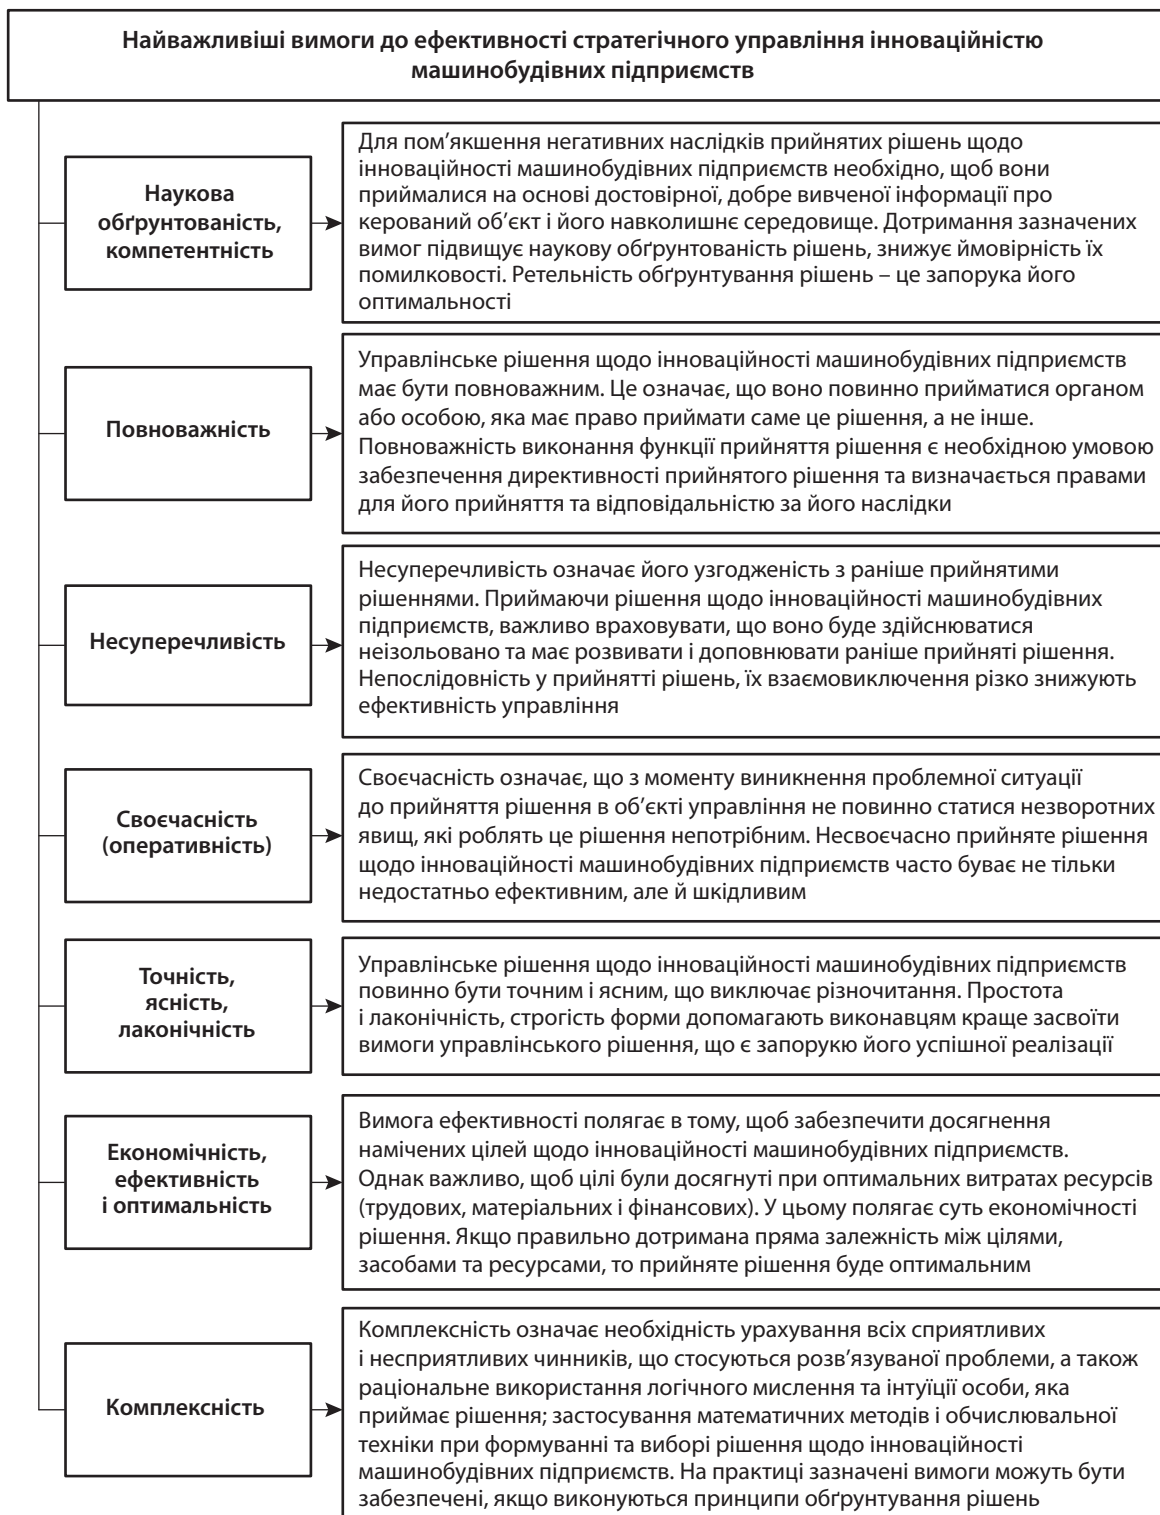 Найважливіші вимоги до ефективності стратегічного управління інноваційністю
машинобудівних підприємств
Наукова
обґрунтованість,
компетентність
Для пом’якшення негативних наслідків прийнятих рішень щодо
інноваційності машинобудівних підприємств необхідно, щоб вони
приймалися на основі достовірної, добре вивченої інформації про
керований об’єкт і його навколишнє середовище. Дотримання зазначених
вимог підвищує наукову обґрунтованість рішень, знижує ймовірність їх
помилковості. Ретельність обґрунтування рішень – це запорука його
оптимальності
Повноважність
Управлінське рішення щодо інноваційності машинобудівних підприємств
має бути повноважним. Це означає, що воно повинно прийматися органом
або особою, яка має право приймати саме це рішення, а не інше.
Повноважність виконання функції прийняття рішення є необхідною умовою
забезпечення директивності прийнятого рішення та визначається правами
для його прийняття та відповідальністю за його наслідки
Несуперечливість
Несуперечливість означає його узгодженість з раніше прийнятими
рішеннями. Приймаючи рішення щодо інноваційності машинобудівних
підприємств, важливо враховувати, що воно буде здійснюватися
неізольовано та має розвивати і доповнювати раніше прийняті рішення.
Непослідовність у прийнятті рішень, їх взаємовиключення різко знижують
ефективність управління
Своєчасність
(оперативність)
Своєчасність означає, що з моменту виникнення проблемної ситуації
до прийняття рішення в об’єкті управління не повинно статися незворотних
явищ, які роблять це рішення непотрібним. Несвоєчасно прийняте рішення
щодо інноваційності машинобудівних підприємств часто буває не тільки
недостатньо ефективним, але й шкідливим
Точність,
ясність,
лаконічність
Управлінське рішення щодо інноваційності машинобудівних підприємств
повинно бути точним і ясним, що виключає різночитання. Простота
і лаконічність, строгість форми допомагають виконавцям краще засвоїти
вимоги управлінського рішення, що є запорукю його успішної реалізації
Економічність,
ефективність
і оптимальність
Вимога ефективності полягає в тому, щоб забезпечити досягнення
намічених цілей щодо інноваційності машинобудівних підприємств.
Однак важливо, щоб цілі були досягнуті при оптимальних витратах ресурсів
(трудових, матеріальних і фінансових). У цьому полягає суть економічності
рішення. Якщо правильно дотримана пряма залежність між цілями,
засобами та ресурсами, то прийняте рішення буде оптимальним
Комплексність
Комплексність означає необхідність урахування всіх сприятливих
і несприятливих чинників, що стосуються розв’язуваної проблеми, а також
раціональне використання логічного мислення та інтуїції особи, яка
приймає рішення; застосування математичних методів і обчислювальної
техніки при формуванні та виборі рішення щодо інноваційності
машинобудівних підприємств. На практиці зазначені вимоги можуть бути
забезпечені, якщо виконуються принципи обґрунтування рішень